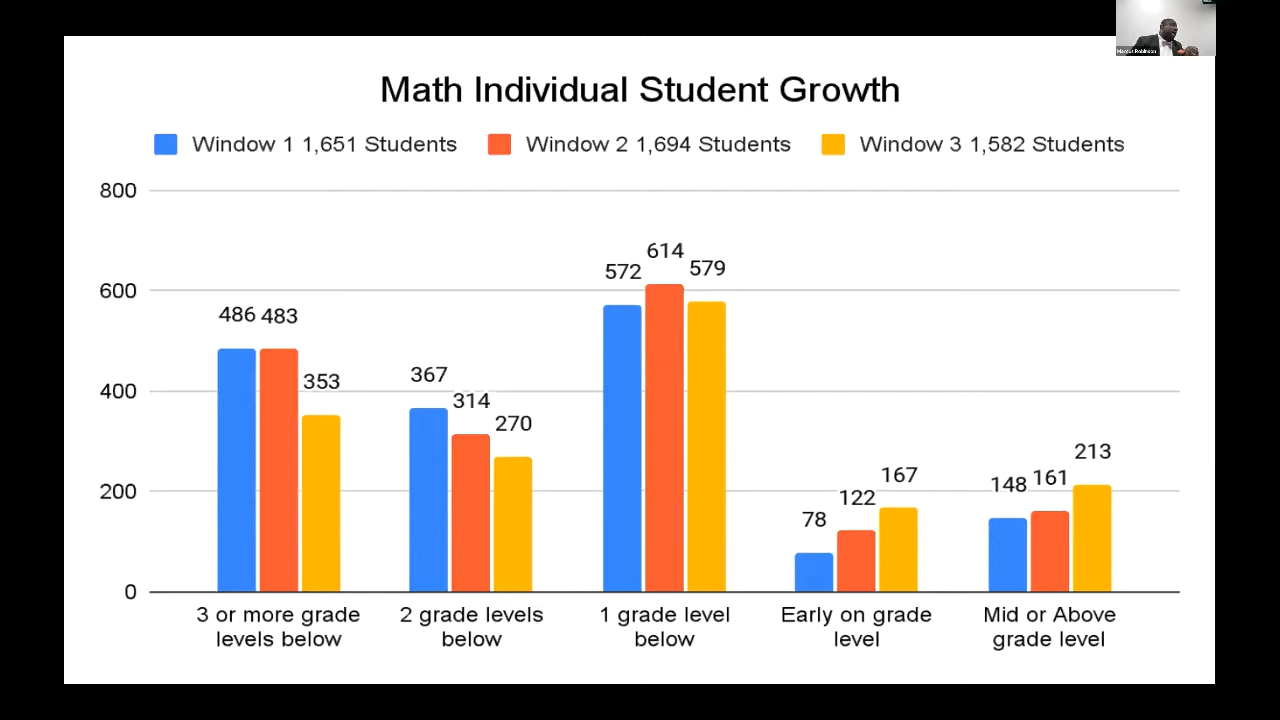 Marcus Robinson
Math Individual Student Growth
Window 1 1,651 Students Window 2 1,694 Students Window 3 1,582 Students
800
600
400
200
0
486 483 353
367 314 270
572 614 579
78 122 167
148 161 213
3 or more grade levels below
2 grade levels below
1 grade level below
Early on grade level
Mid or Above grade level